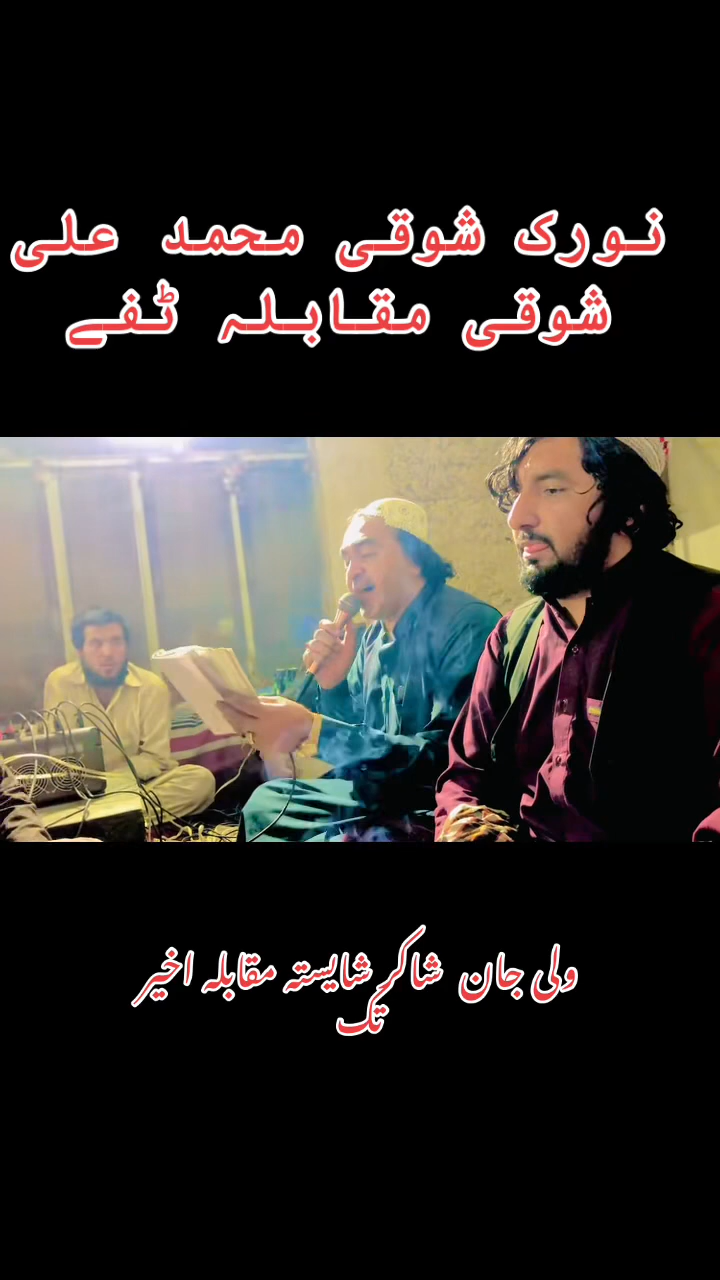 نورک شوقی محمد علی
شوقی مقابلہ ٹفے
ولی جان شاکر شایستہ مقابلہ اخیر
تک